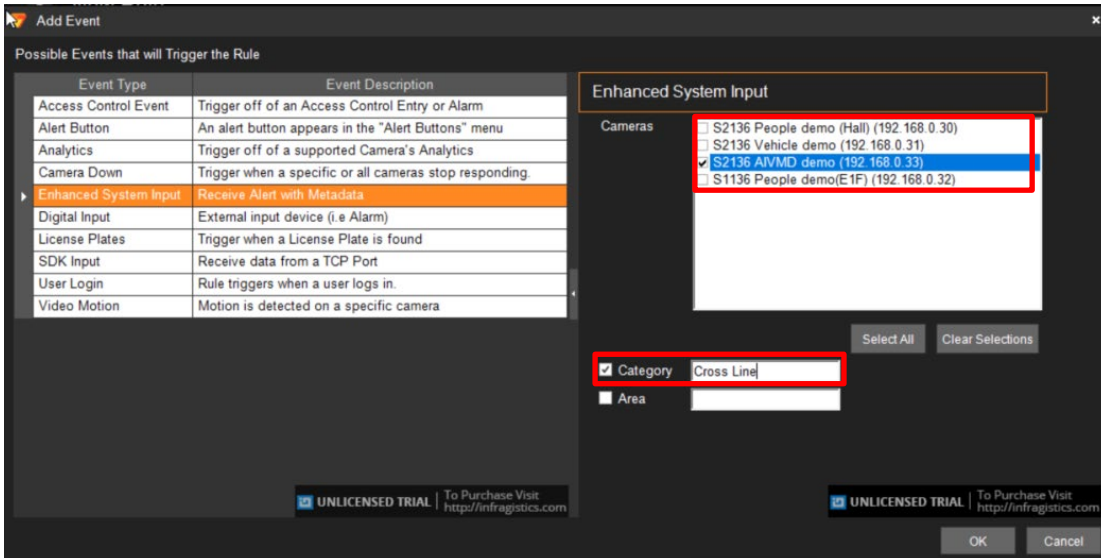 Add Event
Possible Events that will Trigger the Rule
Event Type Event Description
Access Control Event Trigger off of an Access Control Entry or Alarm
Alert Button An alert button appears in the "Alert Buttons" menu
Analytics Trigger off of a supported Camera's Analytics
Camera Down Trigger when a specific or all cameras stop responding.
Enhanced System Input Receive Alert with Metadata
Digital Input External input device (i.e Alarm)
License Plates Trigger when a License Plate is found
SDK Input Receive data from a TCP Port
User Login Rule triggers when a user logs in.
Video Motion Motion is detected on a specific camera
Enhanced System Input
Cameras
S2136 People demo (Hall) (192.168.0.30)
S2136 Vehicle demo (192.168.0.31)
S2136 AIVMD demo (192.168.0.33)
S1136 People demo(E1F) (192.168.0.32)
Select All Clear Selections
Category Cross Line
Area
UNLICENSED TRIAL To Purchase Visit
http://infragistics.com
UNLICENSED TRIAL To Purchase Visit
http://infragistics.com
OK Cancel